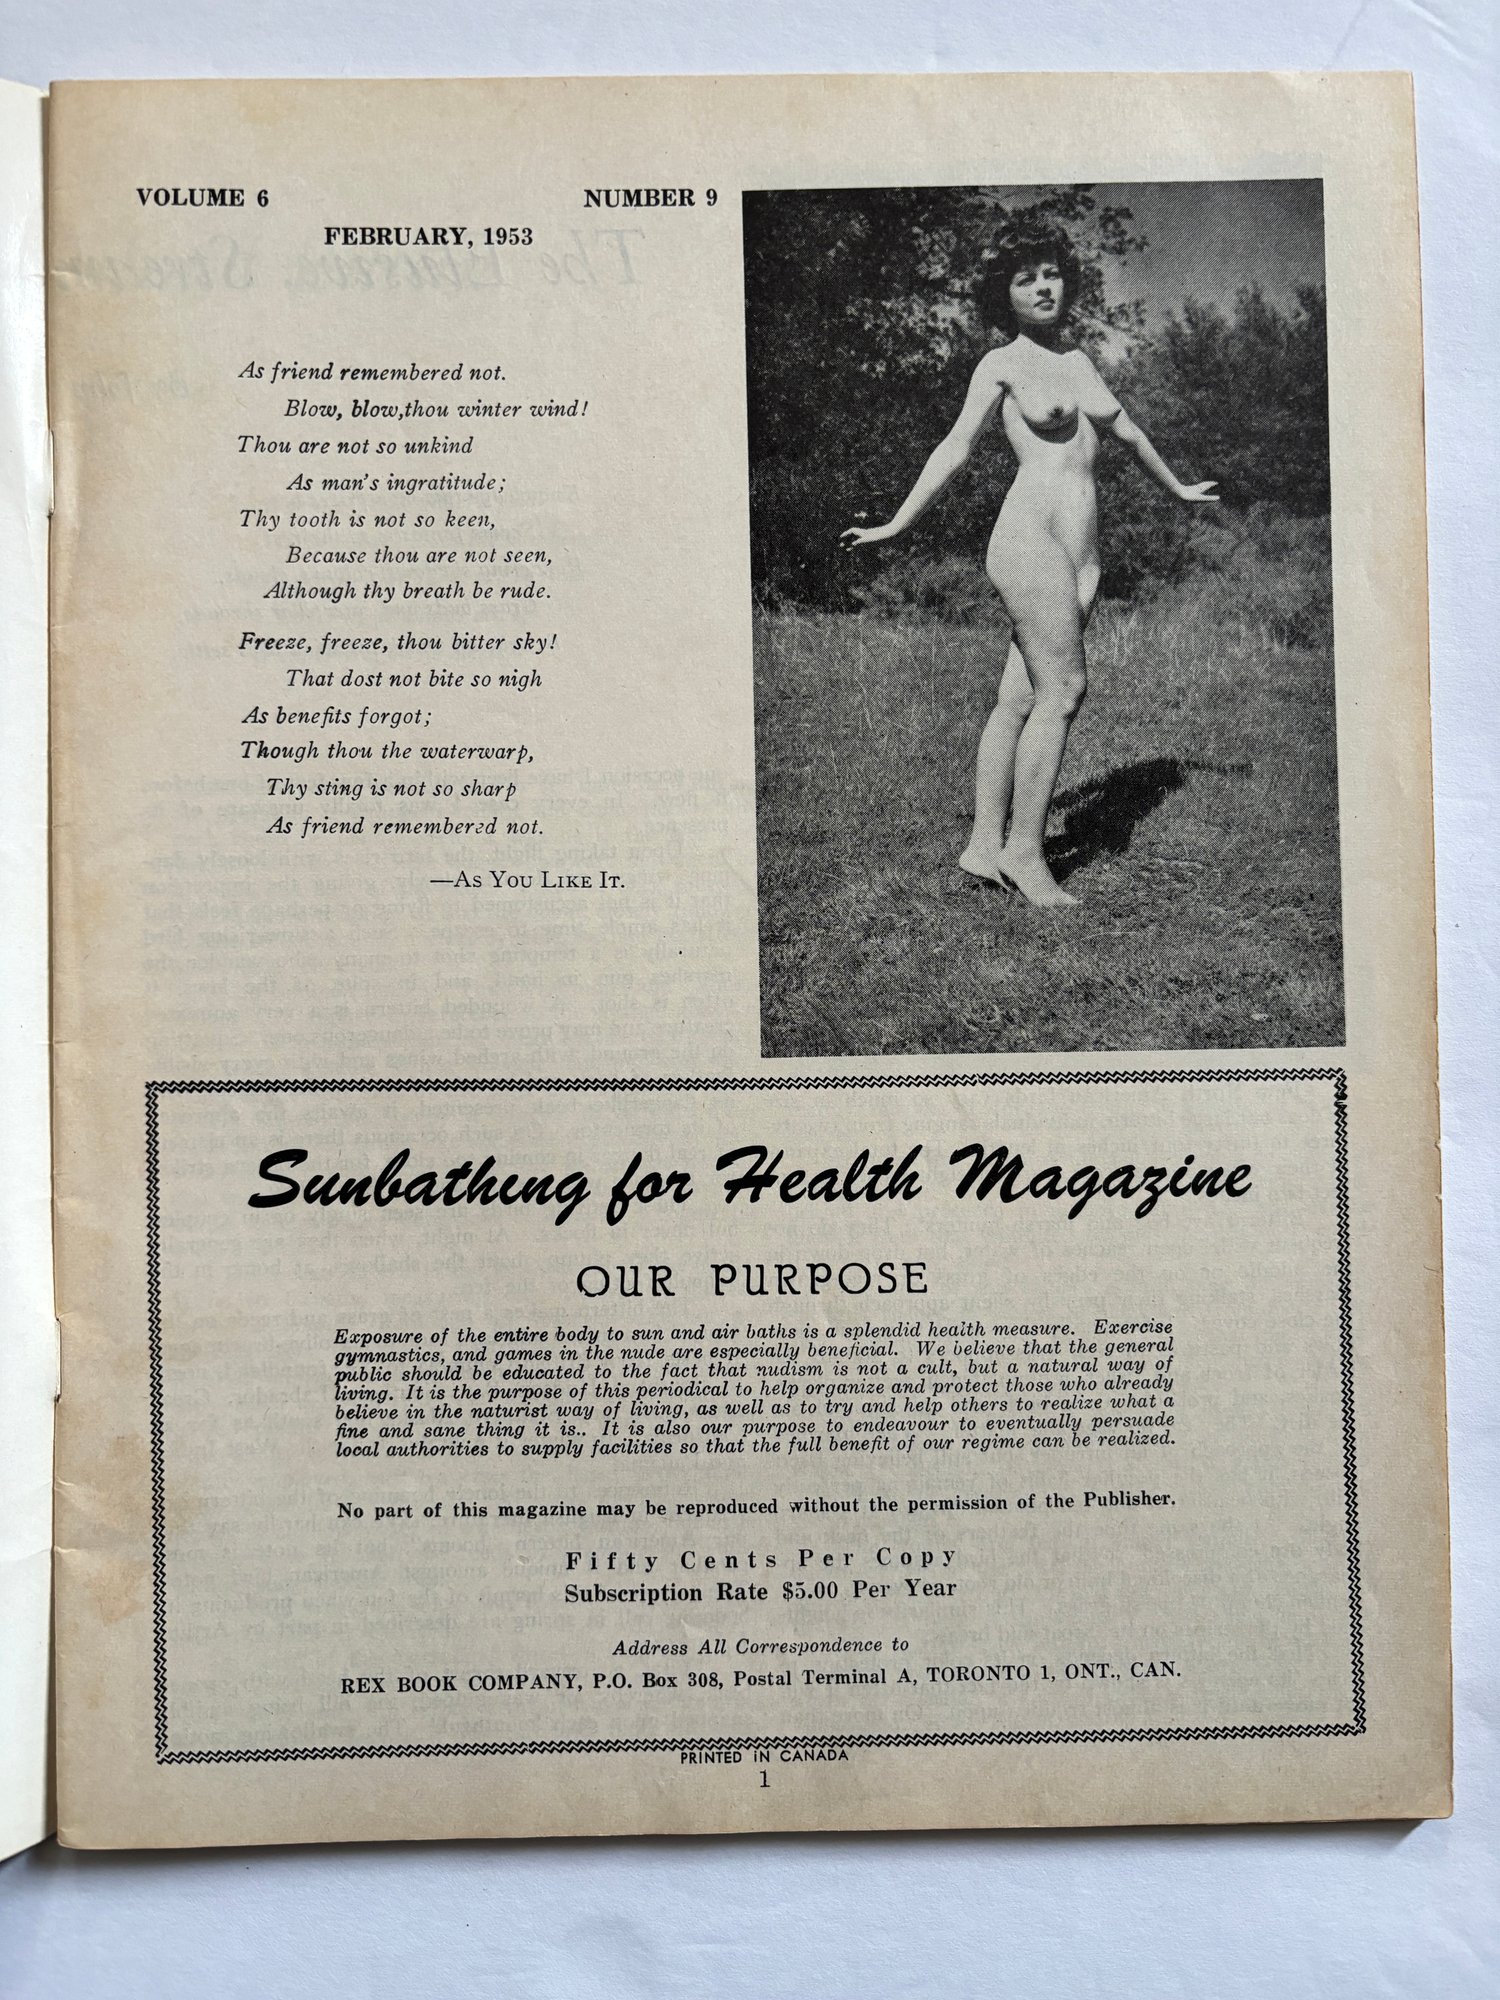 VOLUME 6
NUMBER 9
FEBRUARY, 1953
As friend remembered not.
Blow, blow,thou winter wind!
Thou are not so unkind
As man's ingratitude;
Thy tooth is not so keen,
Because thou are not seen,
Although thy breath be rude.
Freeze, freeze, thou bitter sky!
That dost not bite so nigh
As benefits forgot;
Though thou the waterwarp,
Thy sting is not so sharp
As friend remembered not.
—As You Like It.
Sunbathing for Health Magazine
OUR PURPOSE
Exposure of the entire body to sun and air baths is a splendid health measure. Exercise
gymnastics, and games in the nude are especially beneficial. We believe that the general
public should be educated to the fact that nudism is not a cult, but a natural way of
living. It is the purpose of this periodical to help organize and protect those who already
believe in the naturist way of living, as well as to try and help others to realize what a
fine and sane thing it is.. It is also our purpose to endeavour to eventually persuade
local authorities to supply facilities so that the full benefit of our regime can be realized.
No part of this magazine may be reproduced without the permission of the Publisher.
Fifty Cents Per Copy
Subscription Rate $5.00 Per Year
Address All Correspondence to
REX BOOK COMPANY, P.O. Box 308, Postal Terminal A, TORONTO 1, ONT., CAN.
PRINTED IN CANADA
1